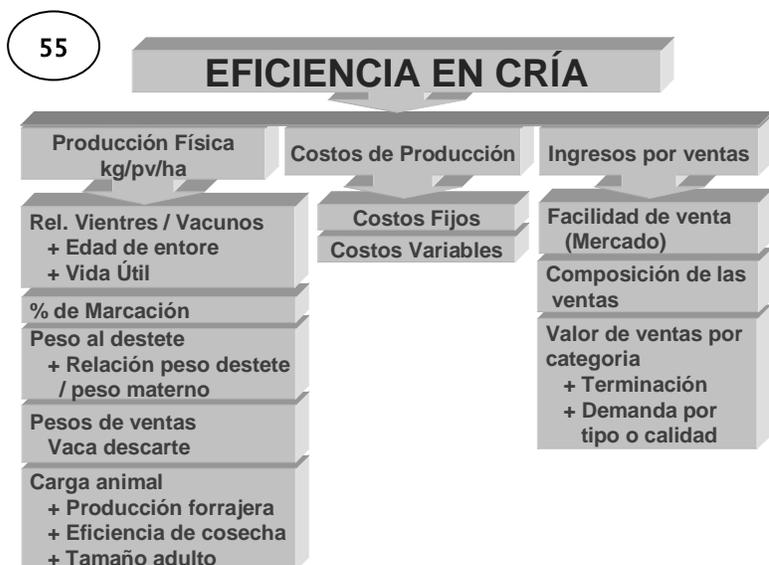 55
EFICIENCIA EN CRÍA
Producción Física
kg/pv/ha
Rel. Vientres / Vacunos
+ Edad de entore
+ Vida Útil
% de Marcación
Peso al destete
+ Relación peso destete
/ peso materno
Pesos de ventas
Vaca descarte
Carga animal
+ Producción forrajera
+ Eficiencia de cosecha
+ Tamaño adulto
Costos de Producción
Costos Fijos
Costos Variables
Ingresos por ventas
Facilidad de venta
(Mercado)
Composición de las
ventas
Valor de ventas por
categoria
+ Terminación
+ Demanda por
tipo o calidad